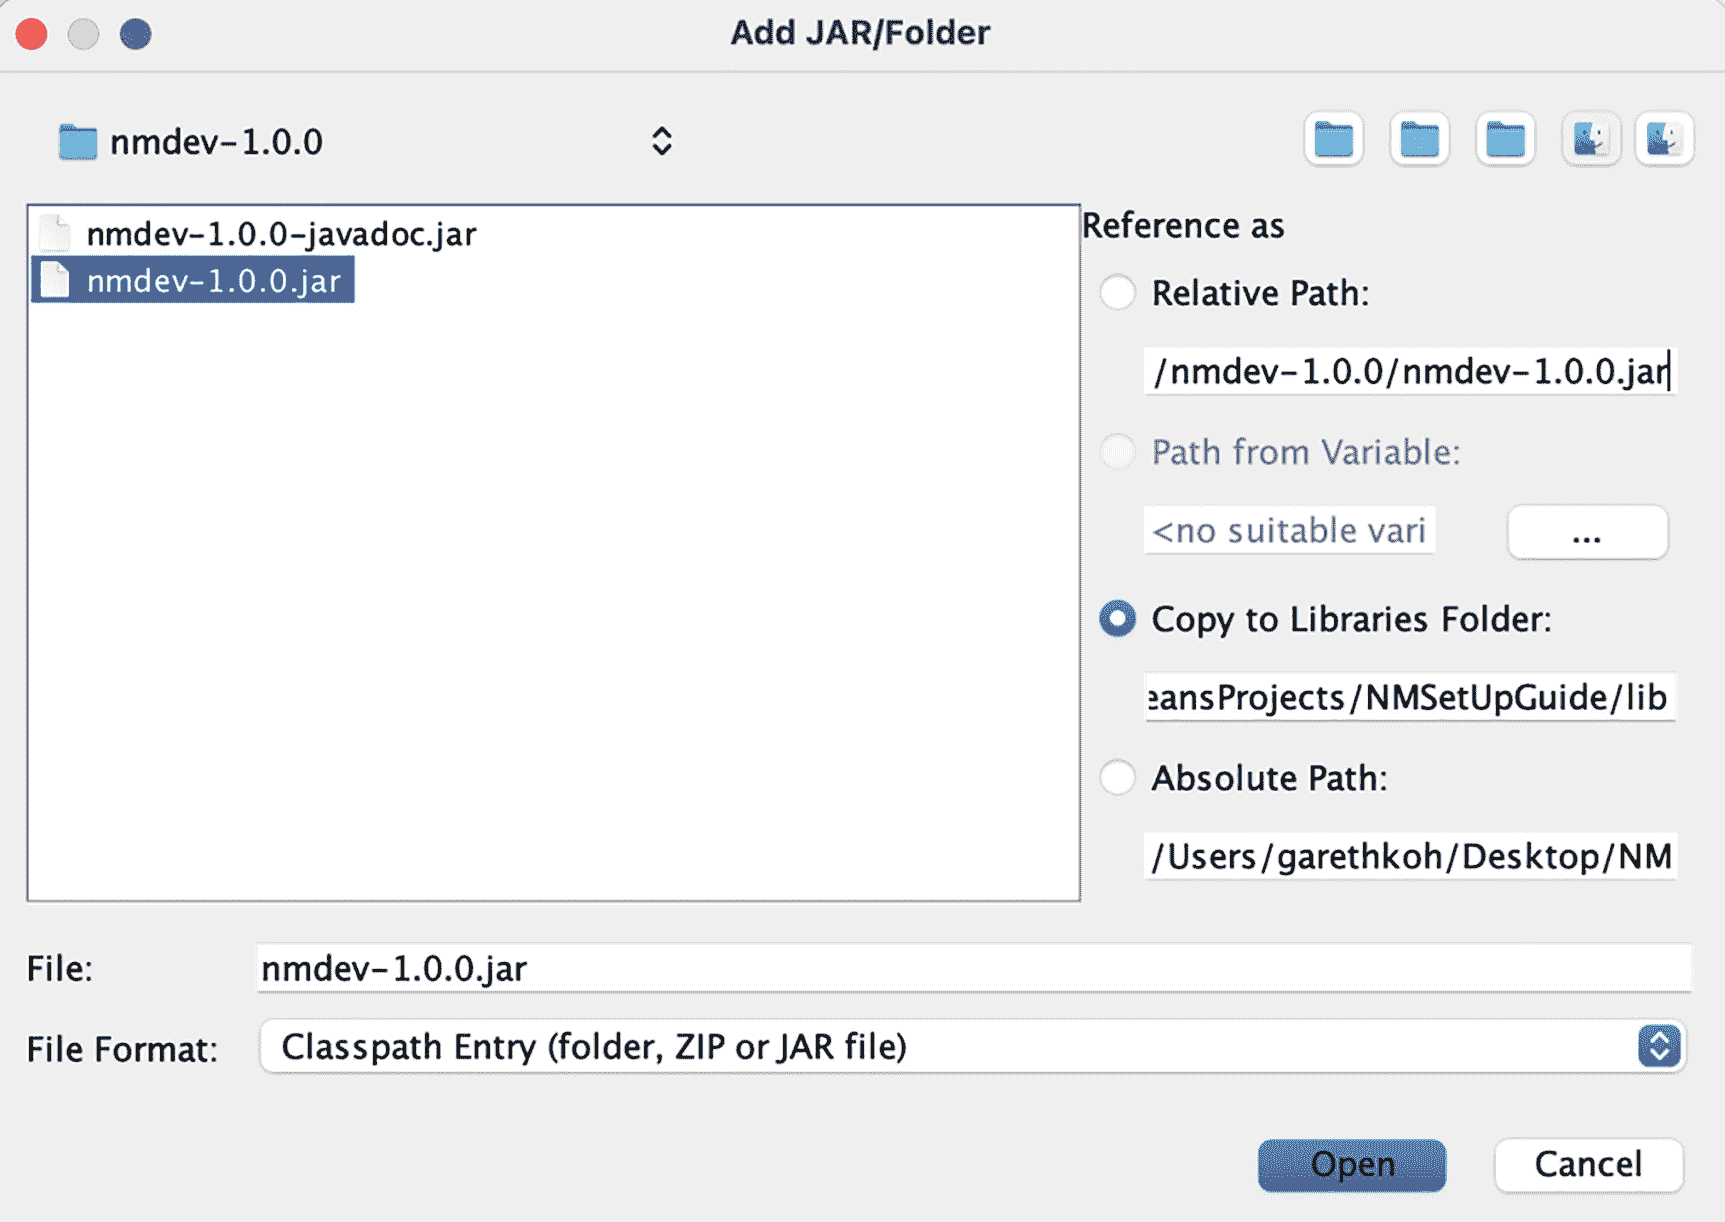 Add JAR/Folder
nmdev-1.0.0
nmdev-1.0.0-javadoc.jar
nmdev-1.0.0.jar
Reference as
Relative Path:
/nmdev-1.0.0/nmdev-1.0.0.jar
Path from Variable:
<no suitable vari
...
Copy to Libraries Folder:
eansProjects/NMSetUpGuide/lib
Absolute Path:
/Users/garethkoh/Desktop/NM
File:
nmdev-1.0.0.jar
File Format:
Classpath Entry (folder, ZIP or JAR file)
Open
Cancel